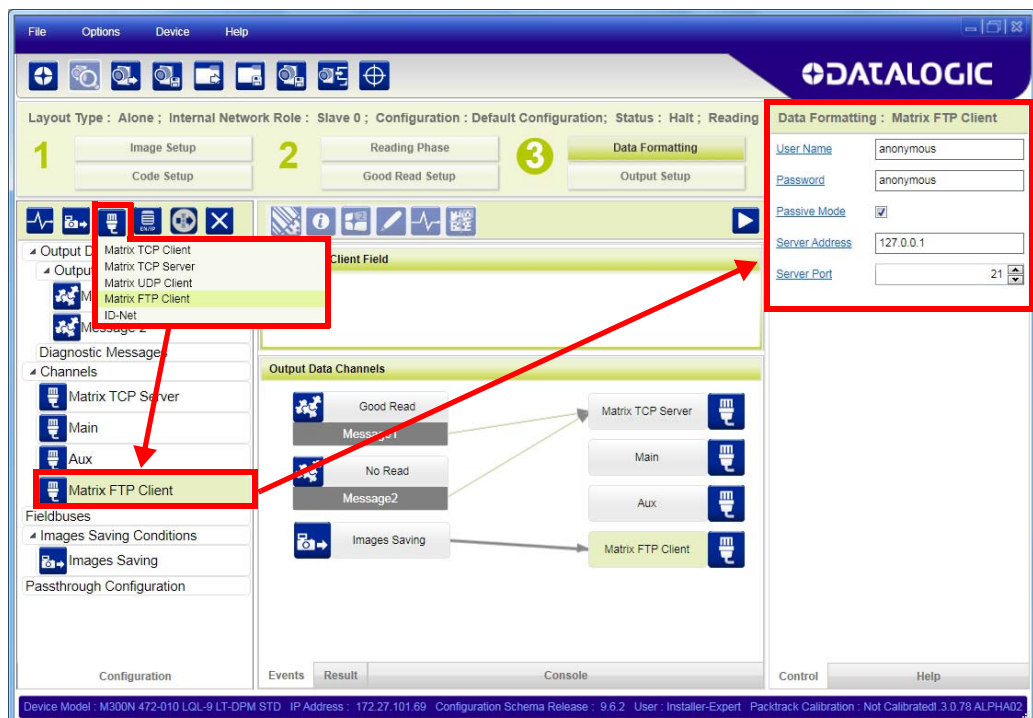 File Options Device Help
DATALOGIC
Layout Type : Alone ; Internal Network Role : Slave 0 ; Configuration : Default Configuration; Status : Halt ; Reading
1
Image Setup
Code Setup
2
Reading Phase
Good Read Setup
3
Data Formatting
Output Setup
EN/IP
Output D
Outpu
M
Message 2
Matrix TCP Client
Matrix TCP Server
Matrix UDP Client
Matrix FTP Client
ID-Net
Diagnostic Messages
Channels
Matrix TCP Server
Main
Aux
Matrix FTP Client
Fieldbuses
Images Saving Conditions
Images Saving
Passthrough Configuration
Configuration
Client Field
Output Data Channels
Good Read
Message1
No Read
Message2
Images Saving
Matrix TCP Server
Main
Aux
Matrix FTP Client
Events Result Console
Data Formatting : Matrix FTP Client
User Name anonymous
Password anonymous
Passive Mode
Server Address 127.0.0.1
Server Port 21
Control Help
Device Model : M300N 472-010 LQL-9 LT-DPM STD IP Address : 172.27.101.69 Configuration Schema Release : 9.6.2 User : Installer-Expert Packtrack Calibration : Not Calibrated!.3.0.78 ALPHA02